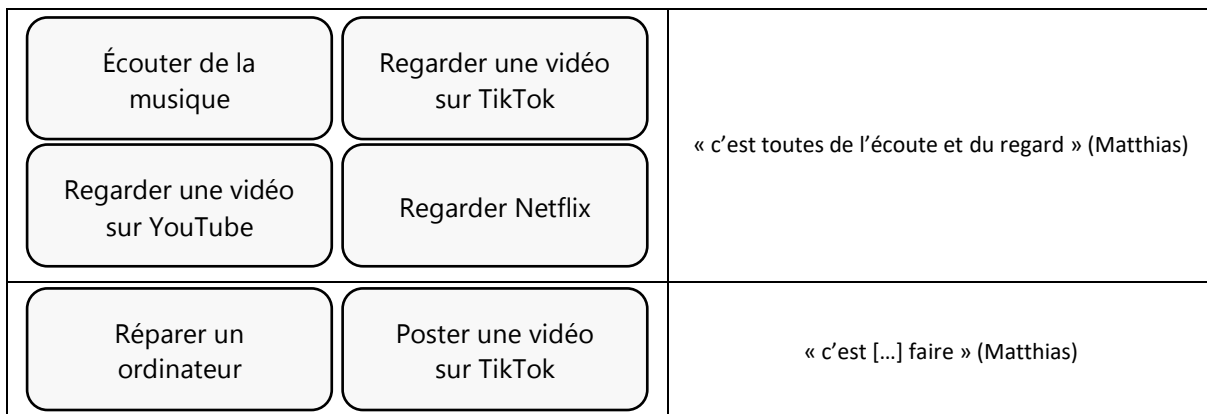 Écouter de la
musique
Regarder une vidéo
sur TikTok
Regarder une vidéo
sur YouTube
Regarder Netflix
« c’est toutes de l’écoute et du regard » (Matthias)
Réparer un
ordinateur
Poster une vidéo
sur TikTok
« c’est […] faire » (Matthias)